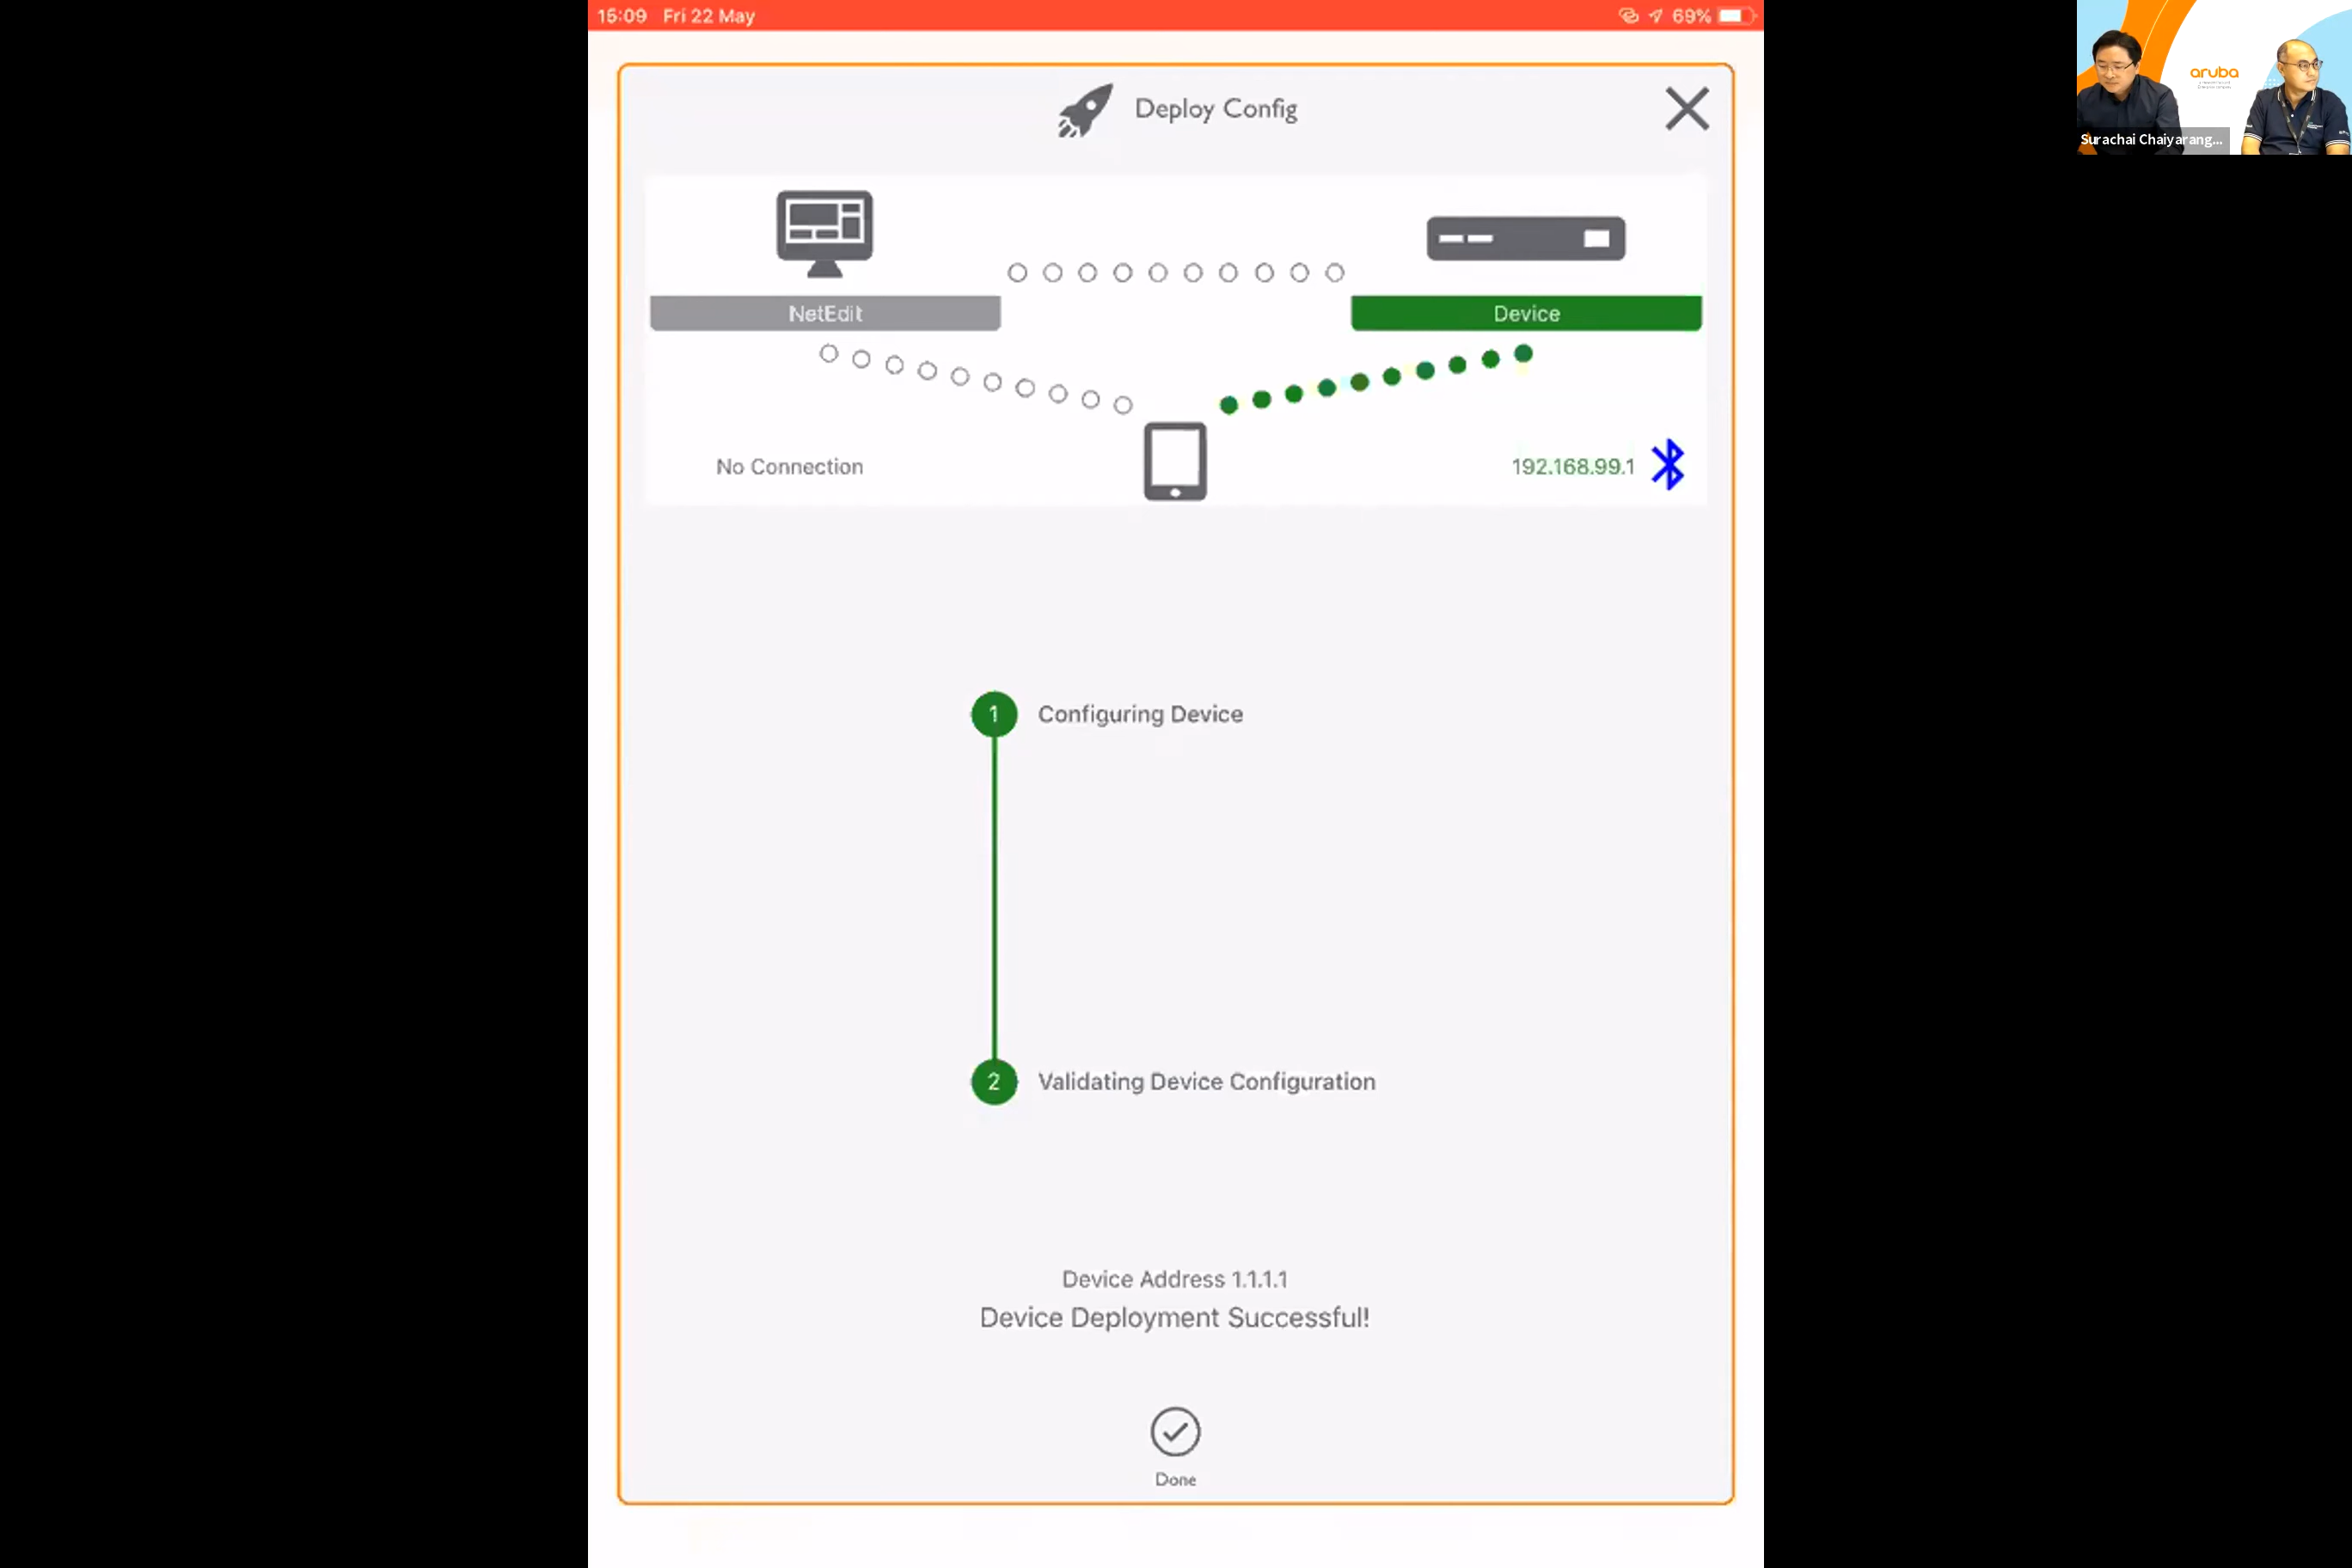 15:09 Fri 22 May
69%
Deploy Config
NetEdit
Device
No Connection
192.168.99.1
1 Configuring Device
2 Validating Device Configuration
Device Address 1.1.1.1
Device Deployment Successful!
Done
aruba
Surachai Chaiyarang...